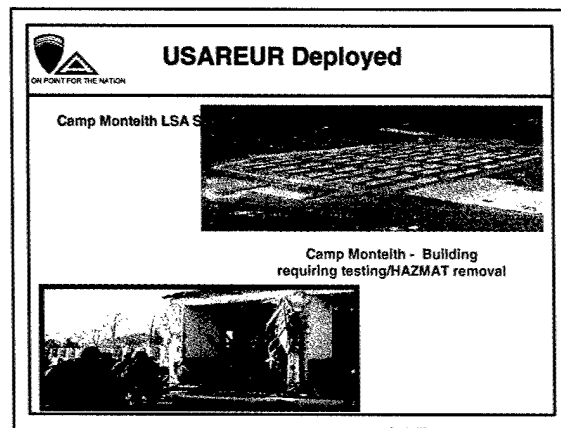 USAREUR Deployed
ON POINT FOR THE NATION
Camp Monteith LSA S
Camp Monteith - Building
requiring testing/HAZMAT removal